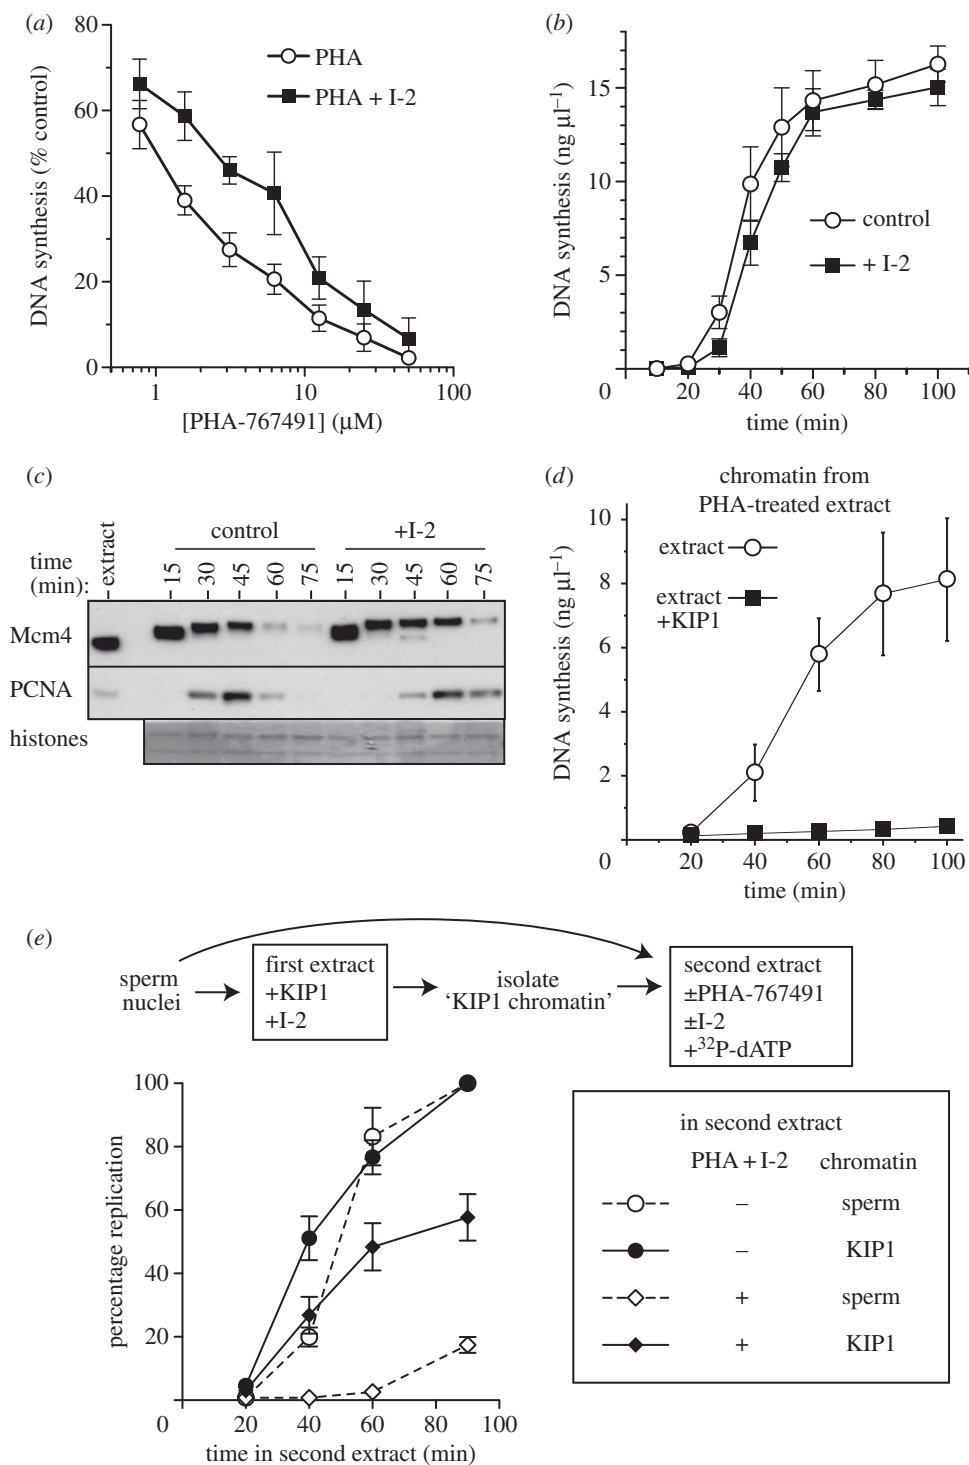 (a)
80
60
40
20
0
DNA synthesis (% control)
PHA
PHA + I-2
1
10
100
[PHA-767491] (µM)
(b)
15
10
5
0
DNA synthesis (ng µl⁻¹)
control
+ I-2
20
40
60
80
100
time (min)
(c)
control
+I-2
time
(min):
extract
15
30
45
60
75
15
30
45
60
75
Mcm4
PCNA
histones
(d)
chromatin from
PHA-treated extract
10
8
6
4
2
0
DNA synthesis (ng µl⁻¹)
extract
extract
+KIP1
20
40
60
80
100
time (min)
(e)
sperm
nuclei
first extract
+KIP1
+I-2
isolate
‘KIP1 chromatin’
second extract
±PHA-767491
±I-2
+³²P-dATP
100
80
60
40
20
0
percentage replication
20
40
60
80
100
time in second extract (min)
in second extract
PHA + I-2 chromatin
– sperm
– KIP1
+ sperm
+ KIP1